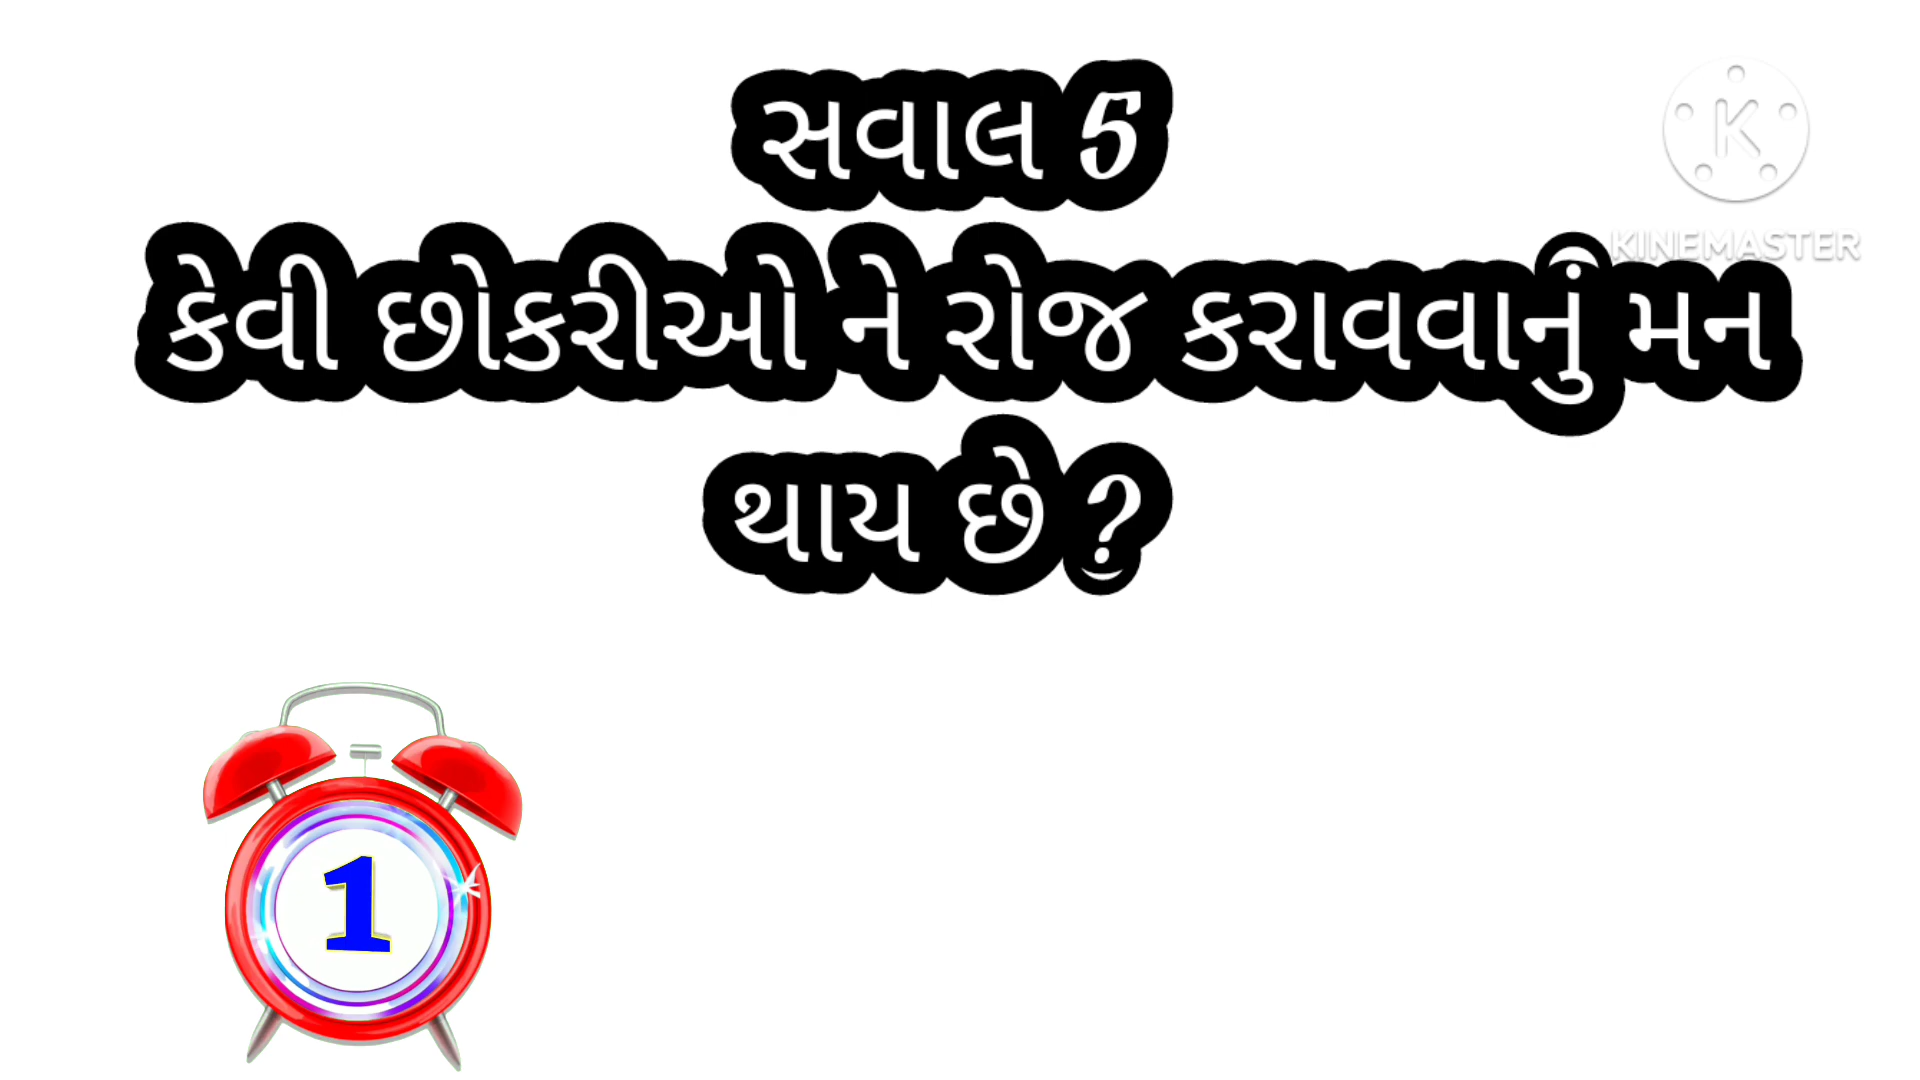 સવાલ 5
KINEMASTER
કેવી છોકરીઓ ને રોજ કરાવવાનું મન
થાય છે ?
1